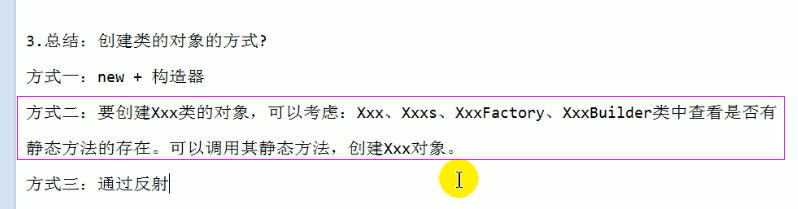 3.总结：创建类的对象的方式?
方式一：new + 构造器
方式二：要创建Xxx类的对象，可以考虑：Xxx、Xxxs、XxxFactory、XxxBuilder类中查看是否有
静态方法的存在。可以调用其静态方法，创建Xxx对象。
方式三：通过反射